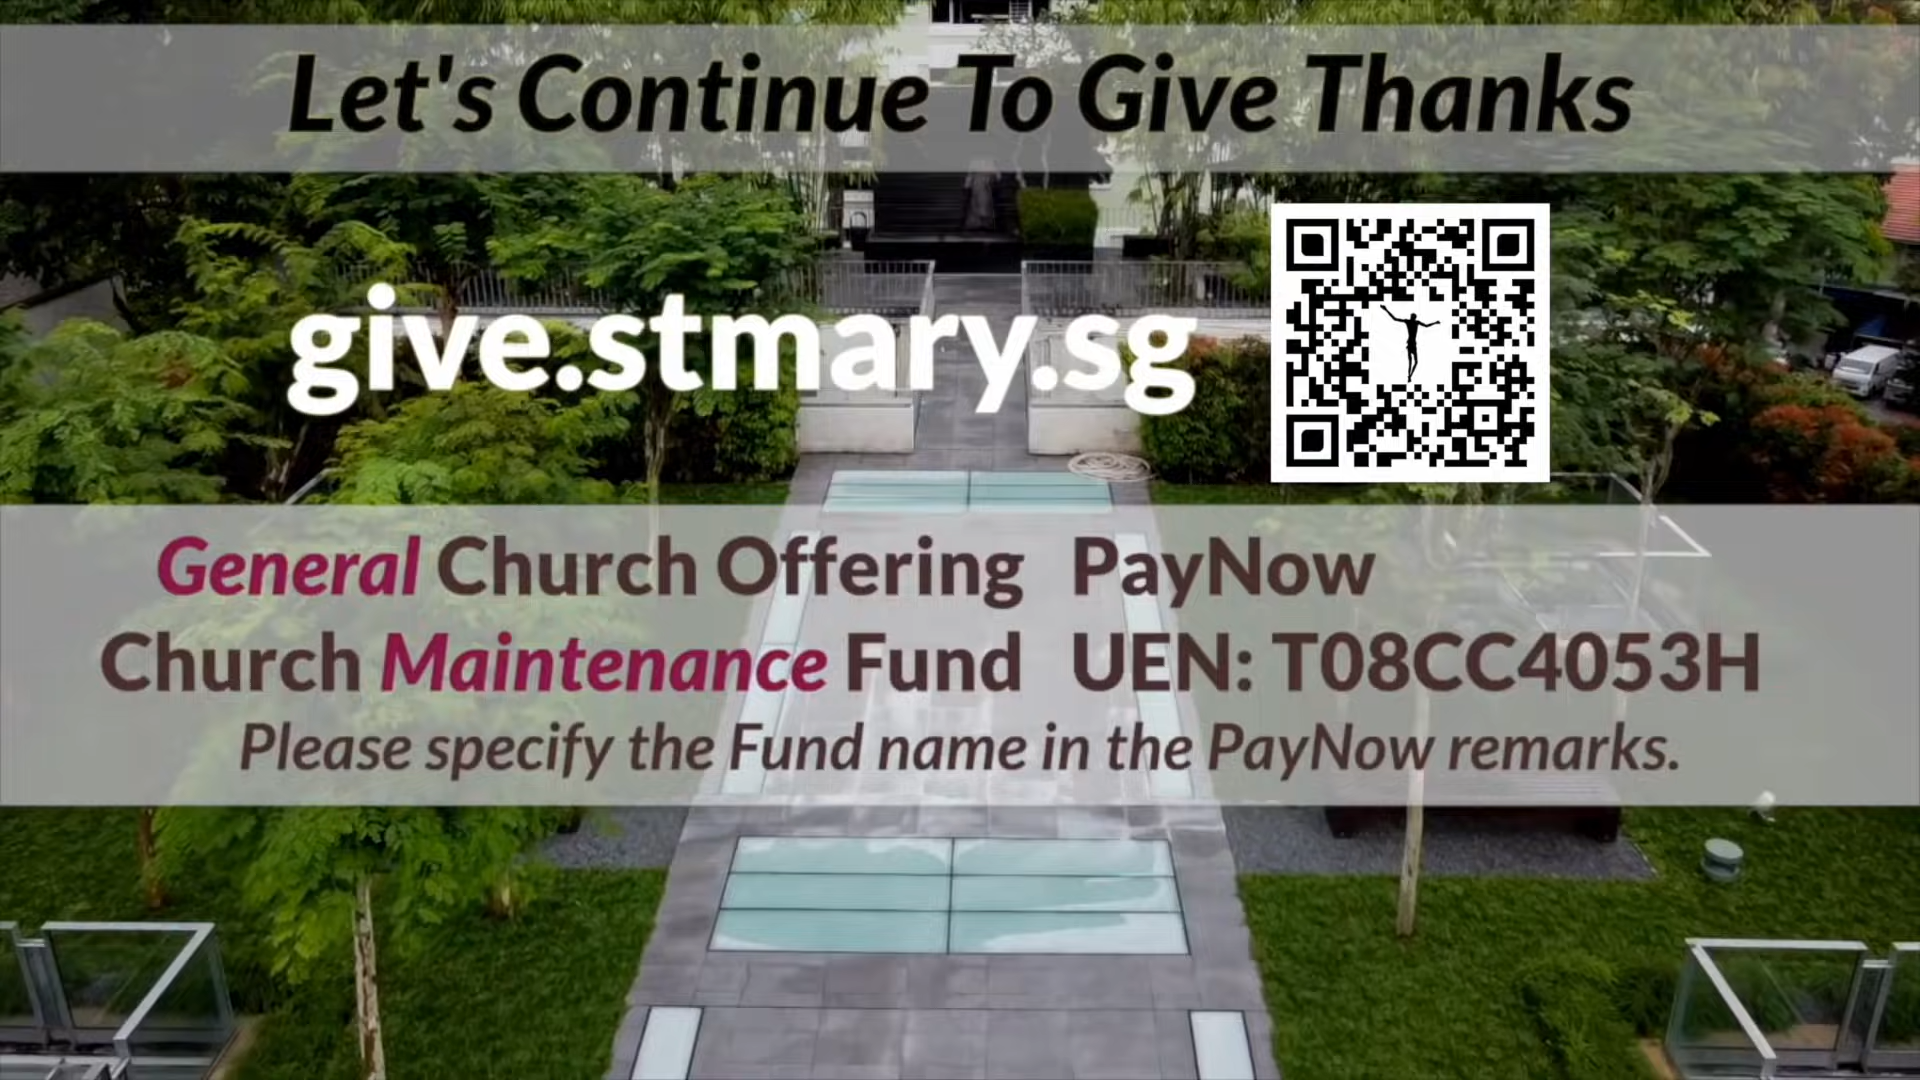 Let's Continue To Give Thanks
give.stmary.sg
General Church Offering PayNow
Church Maintenance Fund UEN: T08CC4053H
Please specify the Fund name in the PayNow remarks.